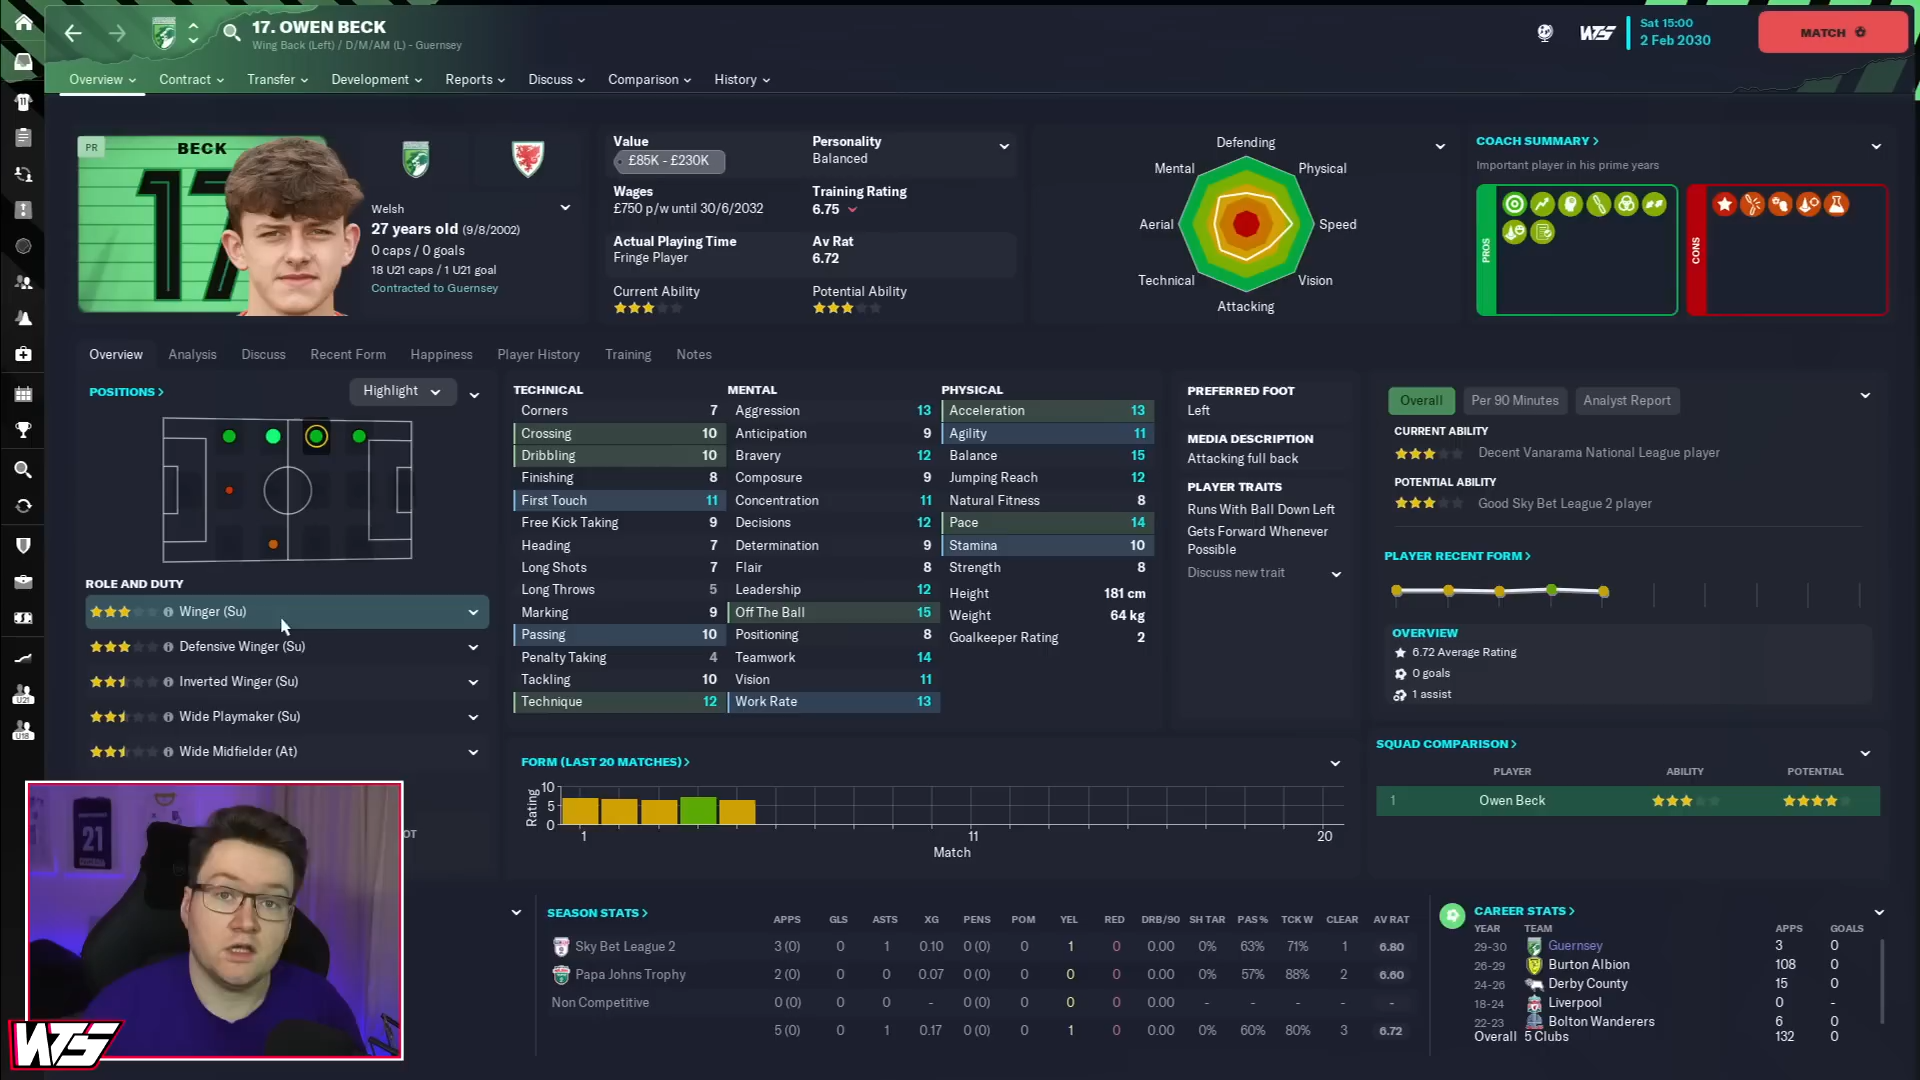 17. OWEN BECK
Wing Back (Left) / D/M/AM (L) - Guernsey
WTS
Sat 15:00
2 Feb 2030
MATCH
Overview
Contract
Transfer
Development
Reports
Discuss
Comparison
History
PR
BECK
17
Welsh
27 years old (9/8/2002)
0 caps / 0 goals
18 U21 caps / 1 U21 goal
Contracted to Guernsey
Value
£85K - £230K
Personality
Balanced
Wages
£750 p/w until 30/6/2032
Training Rating
6.75
Actual Playing Time
Fringe Player
Av Rat
6.72
Current Ability
Potential Ability
Defending
Mental
Physical
Aerial
Speed
Technical
Vision
Attacking
COACH SUMMARY >
Important player in his prime years
PROS
CONS
Overview
Analysis
Discuss
Recent Form
Happiness
Player History
Training
Notes
POSITIONS >
Highlight
ROLE AND DUTY
Winger (Su)
Defensive Winger (Su)
Inverted Winger (Su)
Wide Playmaker (Su)
Wide Midfielder (At)
TECHNICAL
Corners 7
Crossing 10
Dribbling 10
Finishing 8
First Touch 11
Free Kick Taking 9
Heading 7
Long Shots 7
Long Throws 5
Marking 9
Passing 10
Penalty Taking 4
Tackling 10
Technique 12
MENTAL
Aggression 13
Anticipation 9
Bravery 12
Composure 9
Concentration 11
Decisions 12
Determination 9
Flair 8
Leadership 12
Off The Ball 15
Positioning 8
Teamwork 14
Vision 11
Work Rate 13
PHYSICAL
Acceleration 13
Agility 11
Balance 15
Jumping Reach 12
Natural Fitness 8
Pace 14
Stamina 10
Strength 8
Height 181 cm
Weight 64 kg
Goalkeeper Rating 2
PREFERRED FOOT
Left
MEDIA DESCRIPTION
Attacking full back
PLAYER TRAITS
Runs With Ball Down Left
Gets Forward Whenever
Possible
Discuss new trait
Overall
Per 90 Minutes
Analyst Report
CURRENT ABILITY
Decent Vanarama National League player
POTENTIAL ABILITY
Good Sky Bet League 2 player
PLAYER RECENT FORM >
OVERVIEW
6.72 Average Rating
0 goals
1 assist
SQUAD COMPARISON >
PLAYER ABILITY POTENTIAL
1 Owen Beck
FORM (LAST 20 MATCHES) >
Rating
10
5
0
1 11 20
Match
21
OT
WTS
U21
U18
11
SEASON STATS >
APPS GLS ASTS XG PENS POM YEL RED DRB/90 SH TAR PAS % TCK W CLEAR AV RAT
Sky Bet League 2 3 (0) 0 1 0.10 0 (0) 0 1 0 0.00 0% 63% 71% 1 6.80
Papa Johns Trophy 2 (0) 0 0 0.07 0 (0) 0 0 0 0.00 0% 57% 88% 2 6.60
Non Competitive 0 (0) 0 0 - 0 (0) 0 0 0 0.00 - - - - -
5 (0) 0 1 0.17 0 (0) 0 1 0 0.00 0% 60% 80% 3 6.72
CAREER STATS >
YEAR TEAM APPS GOALS
29-30 Guernsey 3 0
26-29 Burton Albion 108 0
24-26 Derby County 15 0
18-24 Liverpool 0 -
22-23 Bolton Wanderers 6 0
Overall 5 Clubs 132 0